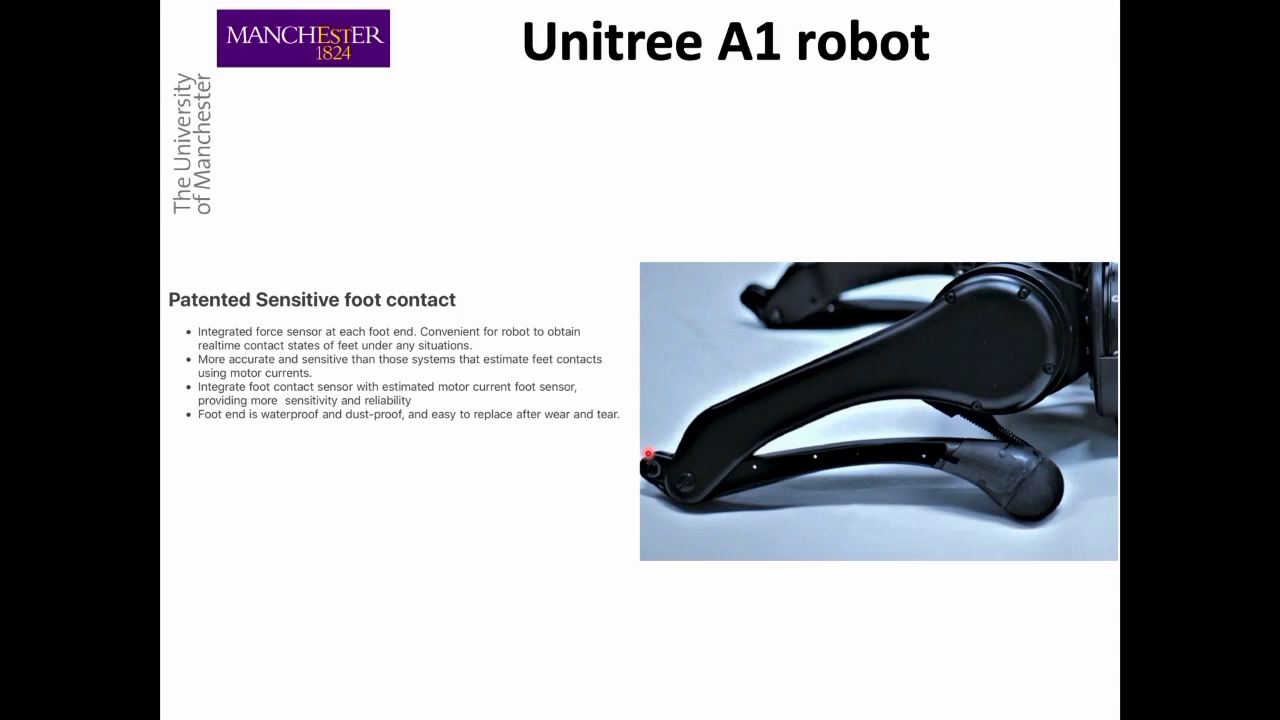 MANCHESTER
1824
The University
of Manchester
Unitree A1 robot
Patented Sensitive foot contact
• Integrated force sensor at each foot end. Convenient for robot to obtain
realtime contact states of feet under any situations.
• More accurate and sensitive than those systems that estimate feet contacts
using motor currents.
• Integrate foot contact sensor with estimated motor current foot sensor,
providing more  sensitivity and reliability
• Foot end is waterproof and dust-proof, and easy to replace after wear and tear.